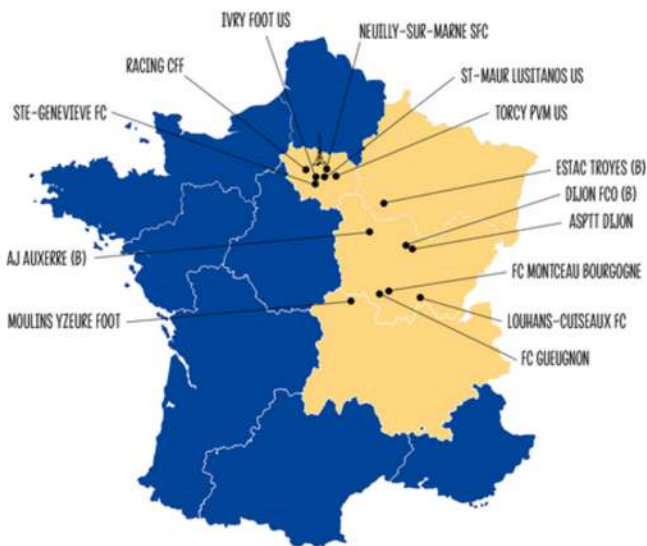 IVRY FOOT US
NEUILLY-SUR-MARNE SFC
RACING CFF
ST-MAUR LUSITANOS US
STE-GENEVIEVE FC
TORCY PVM US
ESTAC TROYES (B)
DIJON FCO (B)
ASPTT DIJON
AJ AUXERRE (B)
FC MONTCEAU BOURGOGNE
MOULINS YZEURE FOOT
LOUHANS-CUISEAUX FC
FC GUEUGNON